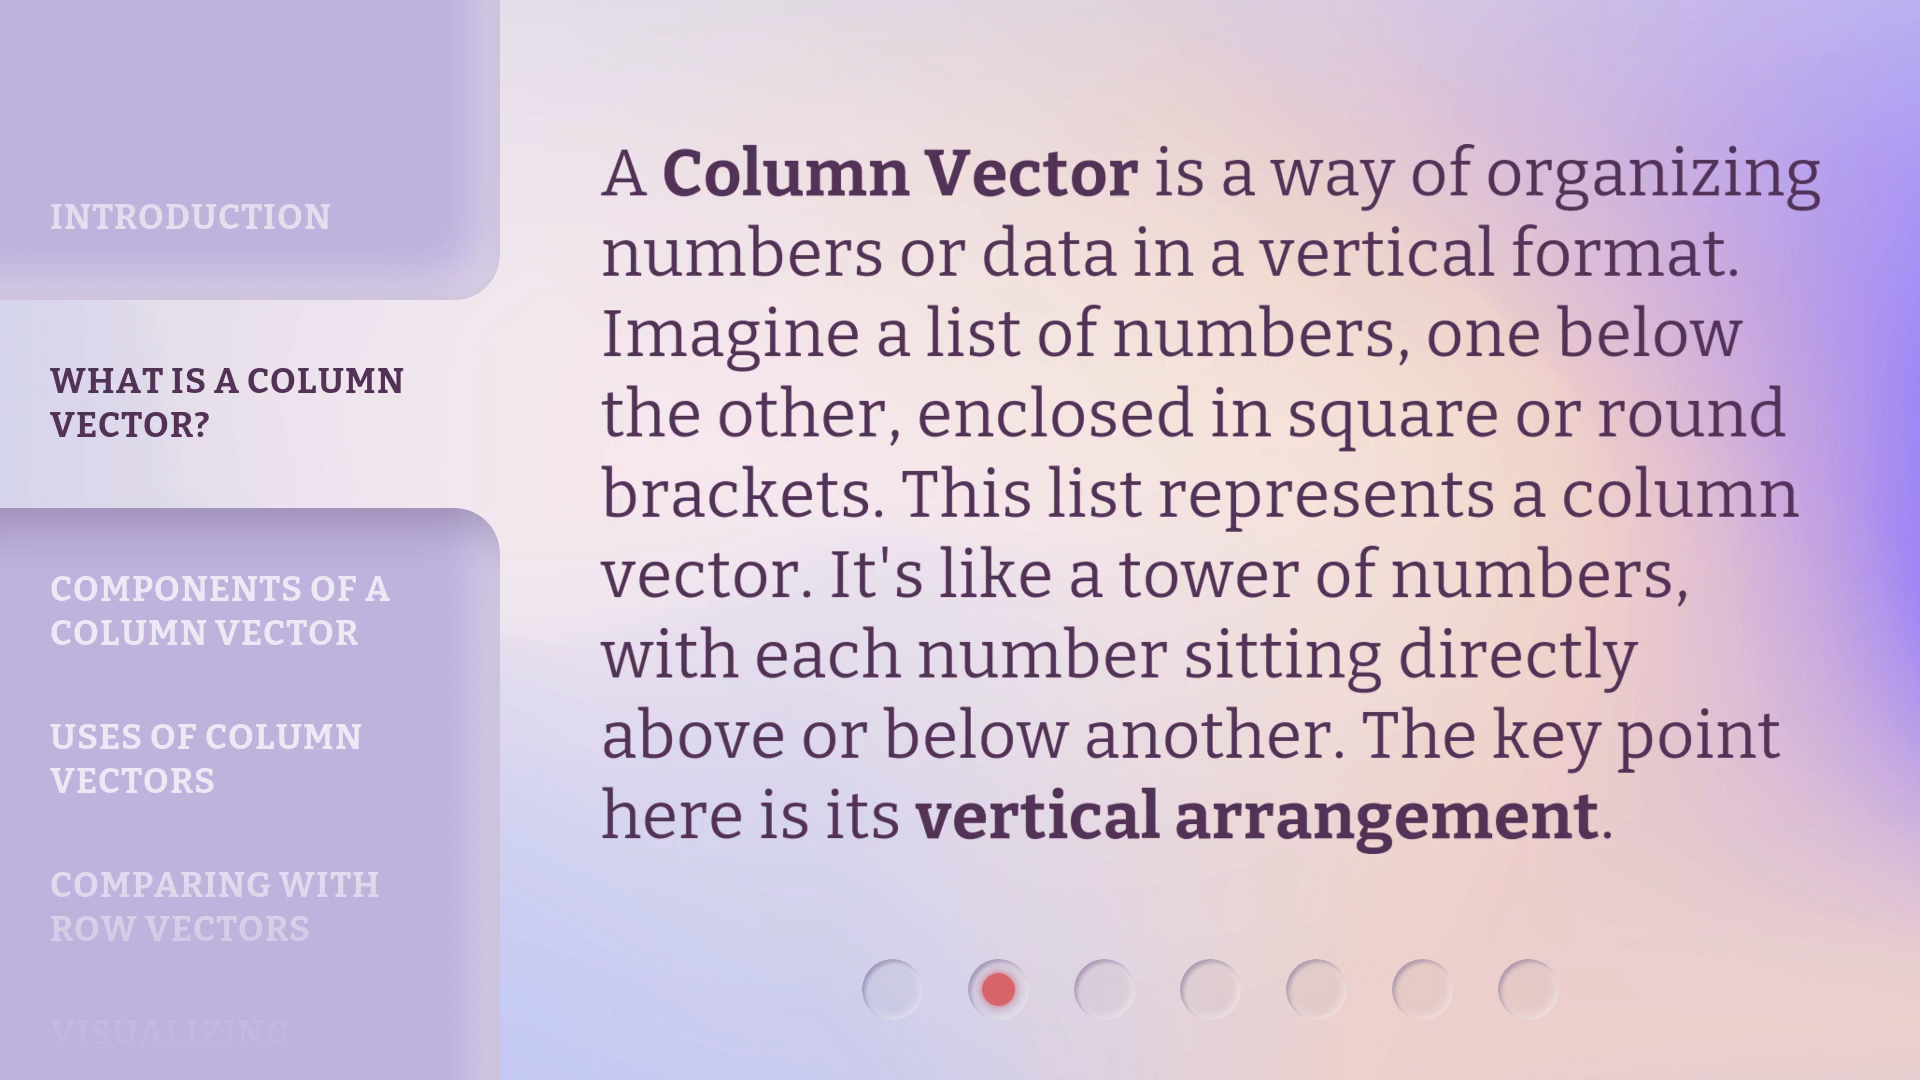 INTRODUCTION
WHAT IS A COLUMN
VECTOR?
COMPONENTS OF A
COLUMN VECTOR
USES OF COLUMN
VECTORS
COMPARING WITH
ROW VECTORS
VISUALIZING
A Column Vector is a way of organizing
numbers or data in a vertical format.
Imagine a list of numbers, one below
the other, enclosed in square or round
brackets. This list represents a column
vector. It's like a tower of numbers,
with each number sitting directly
above or below another. The key point
here is its vertical arrangement.